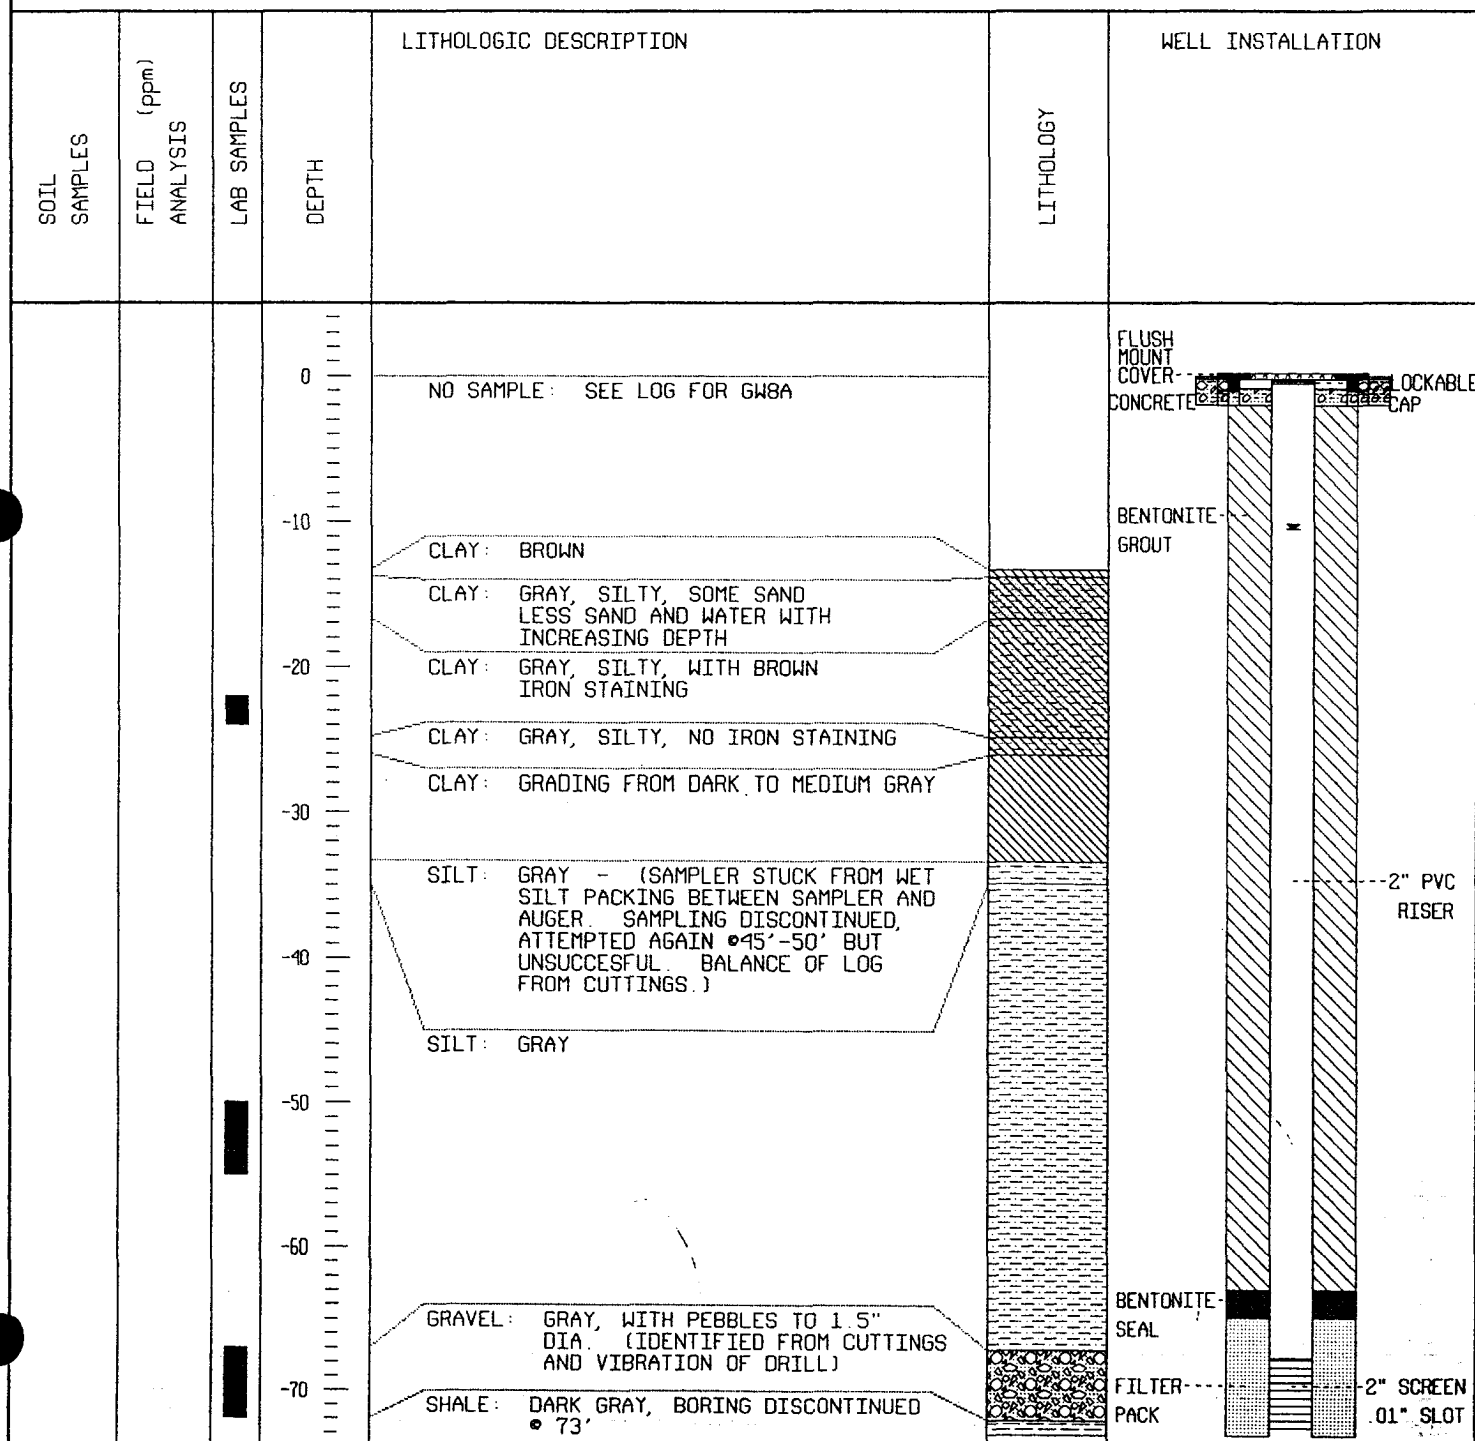 LITHOLOGIC DESCRIPTION
WELL INSTALLATION
SOIL
SAMPLES
FIELD (ppm)
ANALYSIS
LAB SAMPLES
DEPTH
LITHOLOGY
0
-10
-20
-30
-40
-50
-60
-70
NO SAMPLE: SEE LOG FOR GW8A
CLAY: BROWN
CLAY: GRAY, SILTY, SOME SAND
LESS SAND AND WATER WITH
INCREASING DEPTH
CLAY: GRAY, SILTY, WITH BROWN
IRON STAINING
CLAY: GRAY, SILTY, NO IRON STAINING
CLAY: GRADING FROM DARK TO MEDIUM GRAY
SILT: GRAY - (SAMPLER STUCK FROM WET
SILT PACKING BETWEEN SAMPLER AND
AUGER. SAMPLING DISCONTINUED,
ATTEMPTED AGAIN @45'-50' BUT
UNSUCCESFUL. BALANCE OF LOG
FROM CUTTINGS.)
SILT: GRAY
GRAVEL: GRAY, WITH PEBBLES TO 1.5"
DIA. (IDENTIFIED FROM CUTTINGS
AND VIBRATION OF DRILL)
SHALE: DARK GRAY, BORING DISCONTINUED
@ 73'
FLUSH
MOUNT
COVER
CONCRETE
LOCKABLE
CAP
BENTONITE
GROUT
2" PVC
RISER
BENTONITE
SEAL
FILTER
PACK
2" SCREEN
.01" SLOT